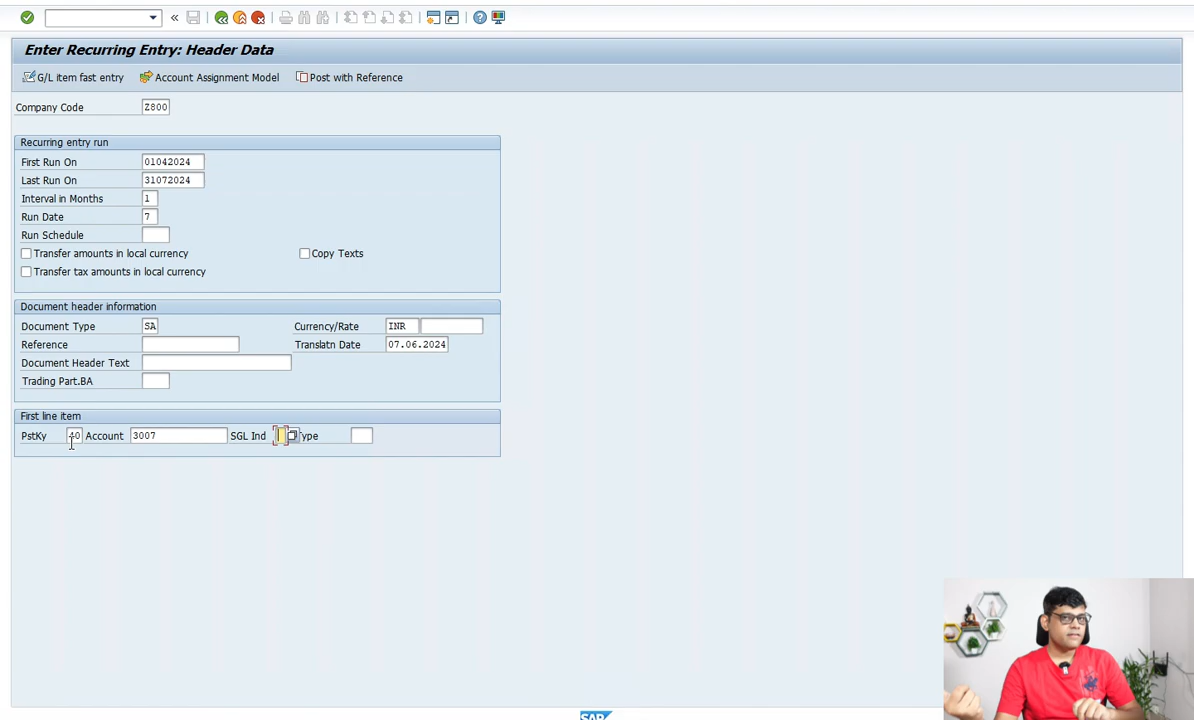 Enter Recurring Entry: Header Data
G/L item fast entry Account Assignment Model Post with Reference
Company Code Z800
Recurring entry run
First Run On 01042024
Last Run On 31072024
Interval in Months 1
Run Date 7
Run Schedule
Transfer amounts in local currency Copy Texts
Transfer tax amounts in local currency
Document header information
Document Type SA Currency/Rate INR
Reference Translatn Date 07.06.2024
Document Header Text
Trading Part.BA
First line item
PstKy 40 Account 3007 SGL Ind Type
SAP